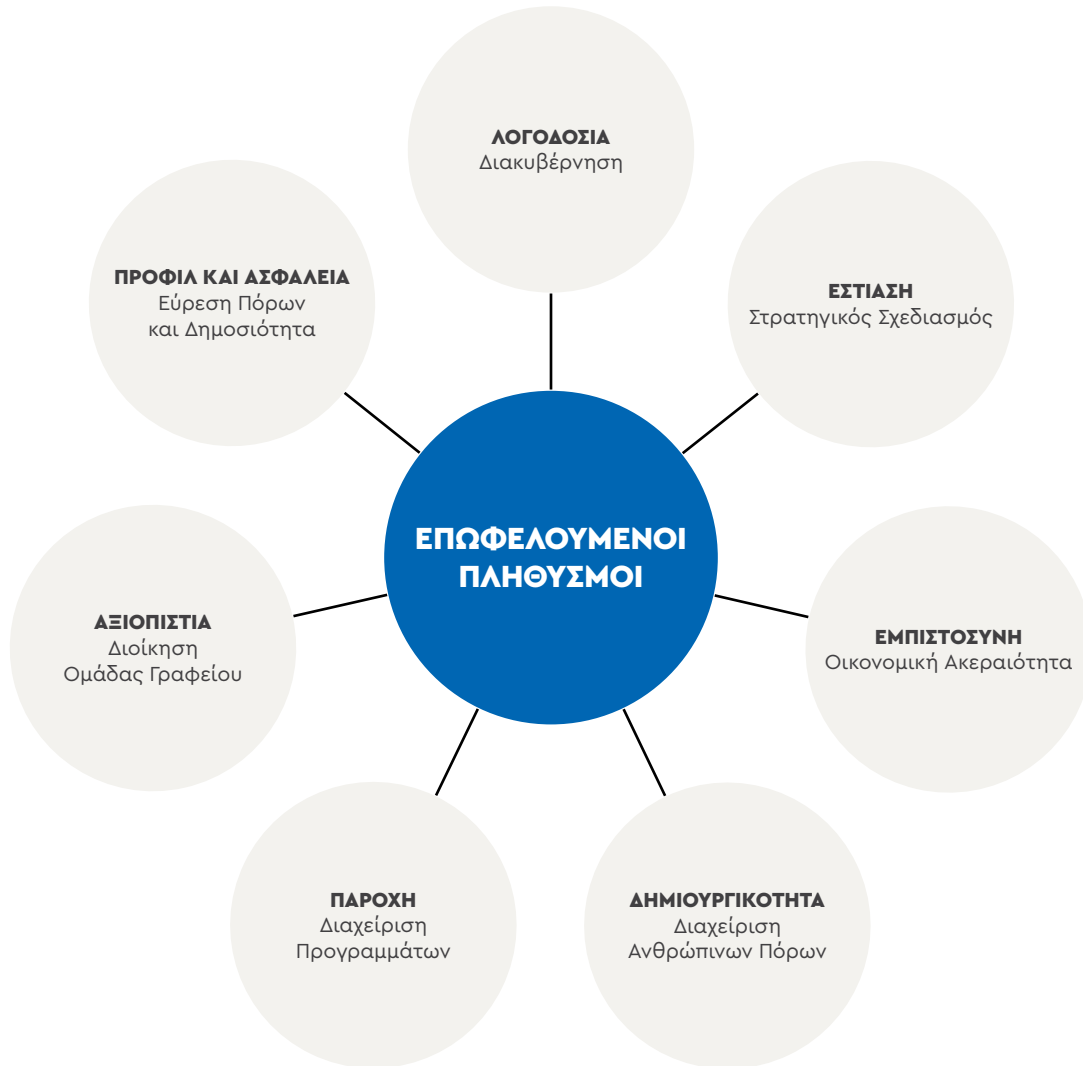 ΛΟΓΟΔΟΣΙΑ
Διακυβέρνηση
ΠΡΟΦΙΛ ΚΑΙ ΑΣΦΑΛΕΙΑ
Εύρεση Πόρων
και Δημοσιότητα
ΕΣΤΙΑΣΗ
Στρατηγικός Σχεδιασμός
ΕΠΩΦΕΛΟΥΜΕΝΟΙ
ΠΛΗΘΥΣΜΟΙ
ΑΞΙΟΠΙΣΤΙΑ
Διοίκηση
Ομάδας Γραφείου
ΕΜΠΙΣΤΟΣΥΝΗ
Οικονομική Ακεραιότητα
ΠΑΡΟΧΗ
Διαχείριση
Προγραμμάτων
ΔΗΜΙΟΥΡΓΙΚΟΤΗΤΑ
Διαχείριση
Ανθρώπινων Πόρων